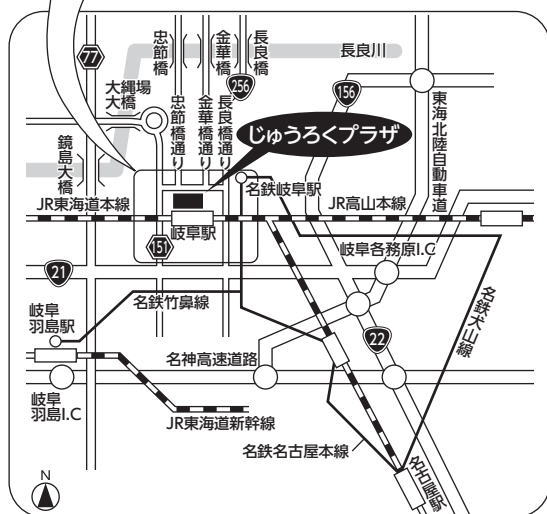 忠節橋
金華橋
長良橋
長良川
77
256
156
大縄場
大橋
忠節橋通り
金華橋通り
長良橋通り
東海北陸自動車道
じゅうろくプラザ
鏡島大橋
名鉄岐阜駅
JR東海道本線
JR高山本線
岐阜駅
151
岐阜各務原I.C
21
岐阜
羽島駅
名鉄竹鼻線
22
名鉄犬山線
名神高速道路
岐阜
羽島I.C
JR東海道新幹線
名鉄名古屋本線
名古屋駅
N